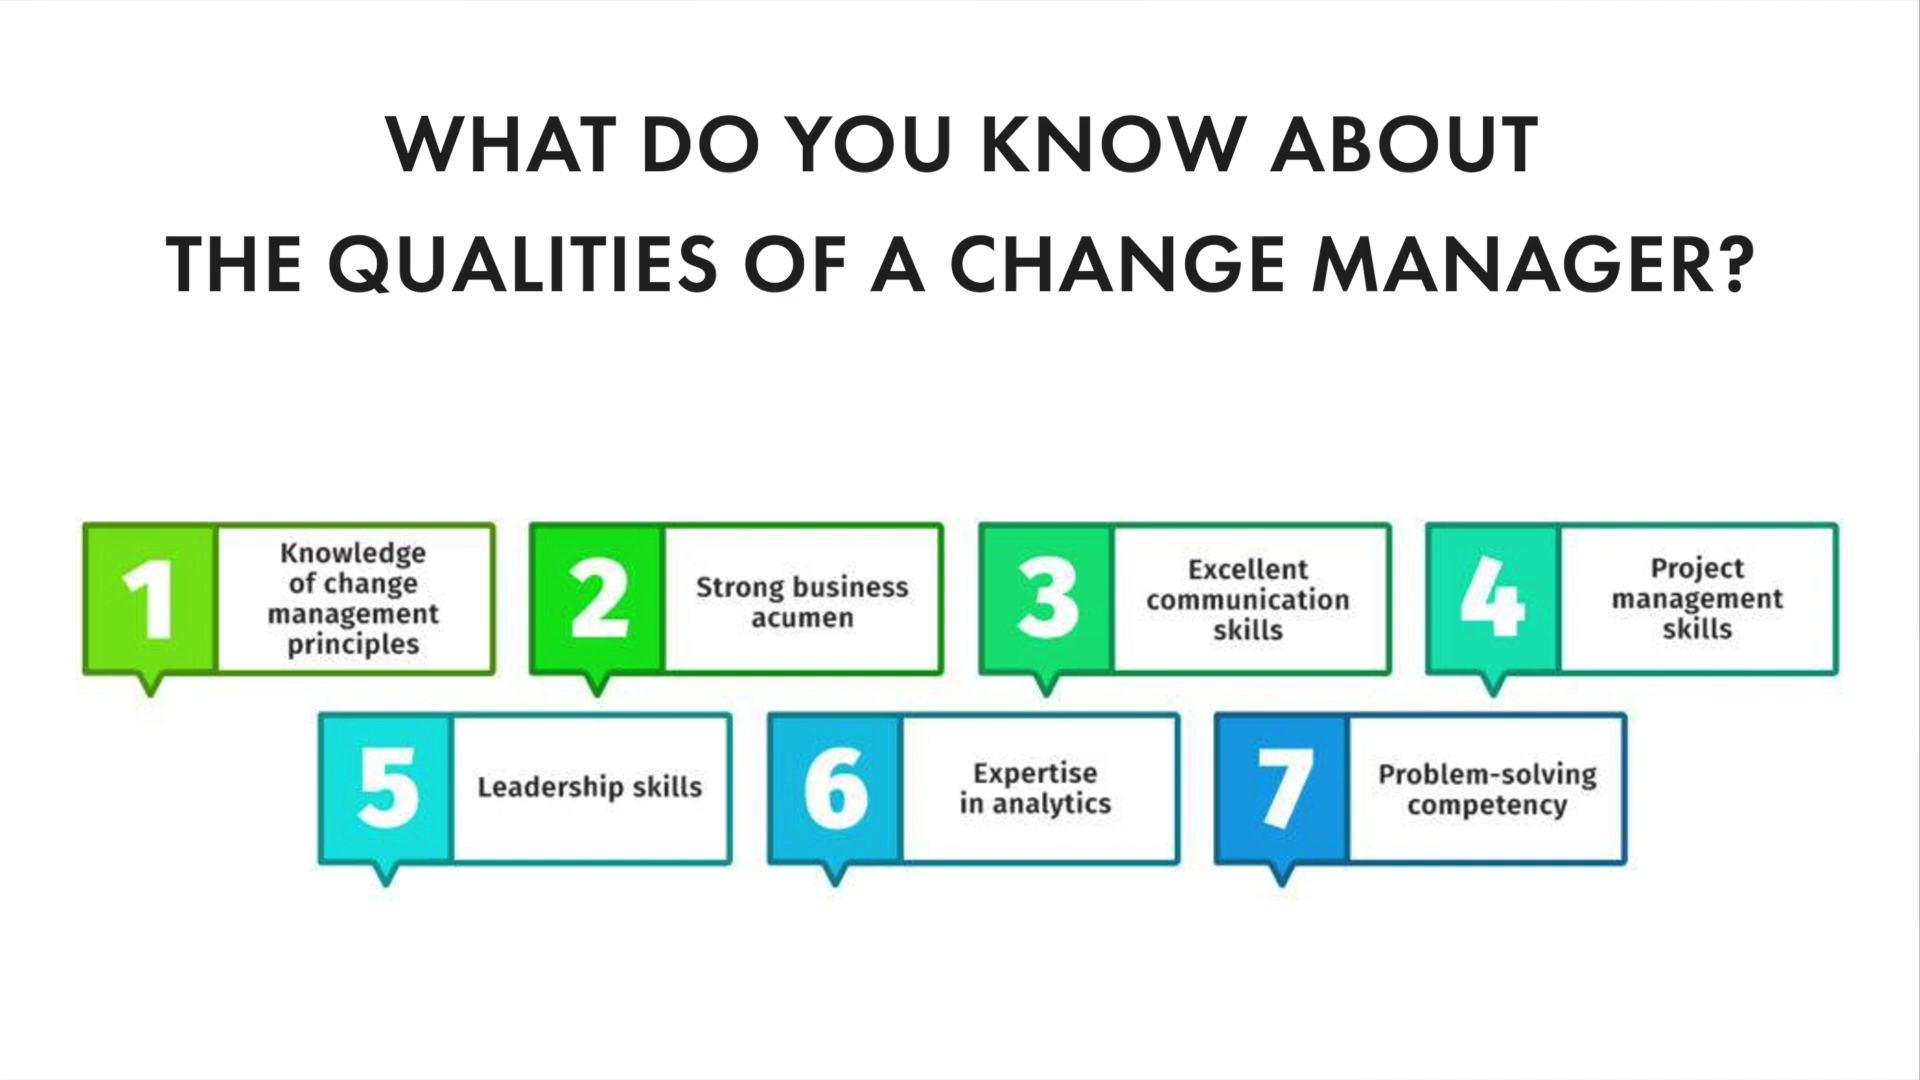 WHAT DO YOU KNOW ABOUT
THE QUALITIES OF A CHANGE MANAGER?
1
Knowledge
of change
management
principles
2
Strong business
acumen
3
Excellent
communication
skills
4
Project
management
skills
5
Leadership skills
6
Expertise
in analytics
7
Problem-solving
competency